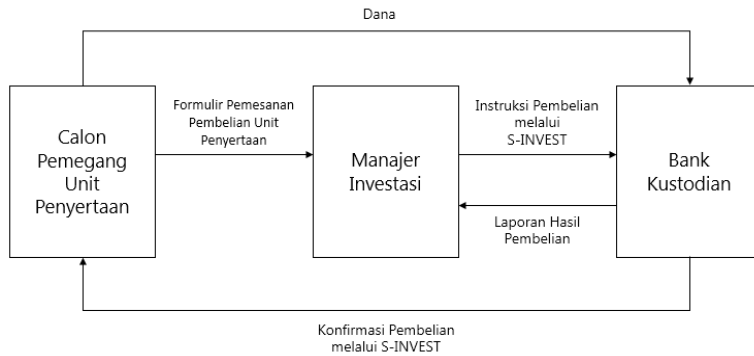 Dana
Calon
Pemegang
Unit
Penyertaan
Formulir Pemesanan
Pembelian Unit
Penyertaan
Manajer
Investasi
Instruksi Pembelian
melalui
S-INVEST
Bank
Kustodian
Laporan Hasil
Pembelian
Konfirmasi Pembelian
melalui S-INVEST